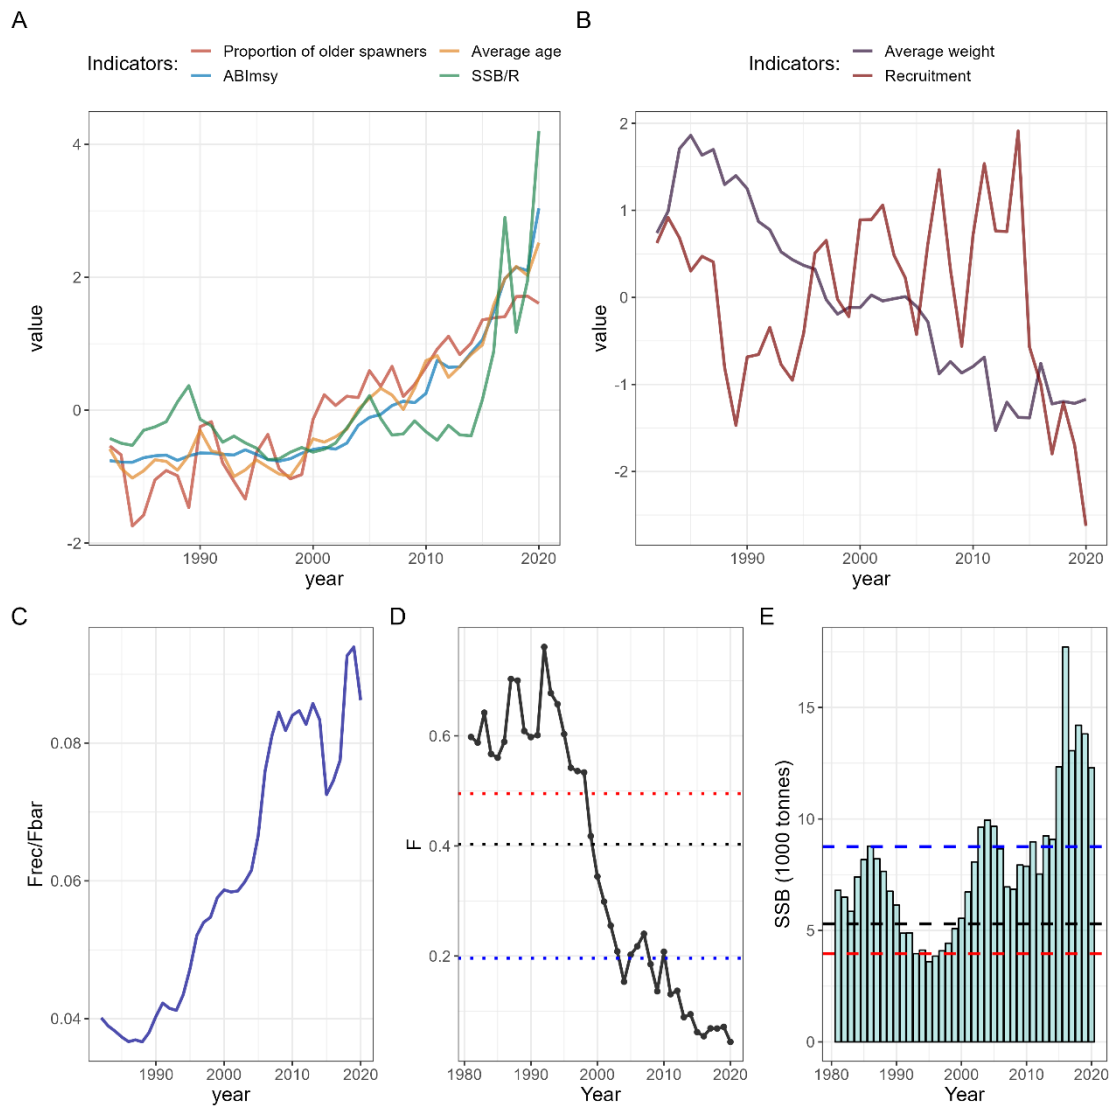 A
Indicators:
Proportion of older spawners
Average age
ABImsy
SSB/R
value
4
2
0
-2
1990
2000
2010
2020
year
B
Indicators:
Average weight
Recruitment
value
2
1
0
-1
-2
1990
2000
2010
2020
year
C
Frec/Fbar
0.08
0.06
0.04
1990
2000
2010
2020
year
D
F
0.6
0.4
0.2
1980
1990
2000
2010
2020
Year
E
SSB (1000 tonnes)
15
10
5
0
1980
1990
2000
2010
2020
Year